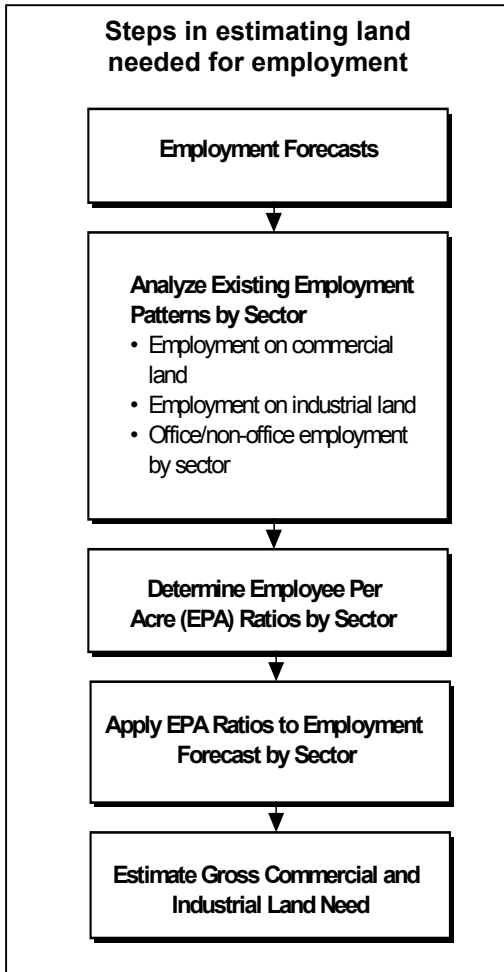 Steps in estimating land
needed for employment
Employment Forecasts
Analyze Existing Employment
Patterns by Sector
• Employment on commercial
land
• Employment on industrial land
• Office/non-office employment
by sector
Determine Employee Per
Acre (EPA) Ratios by Sector
Apply EPA Ratios to Employment
Forecast by Sector
Estimate Gross Commercial and
Industrial Land Need